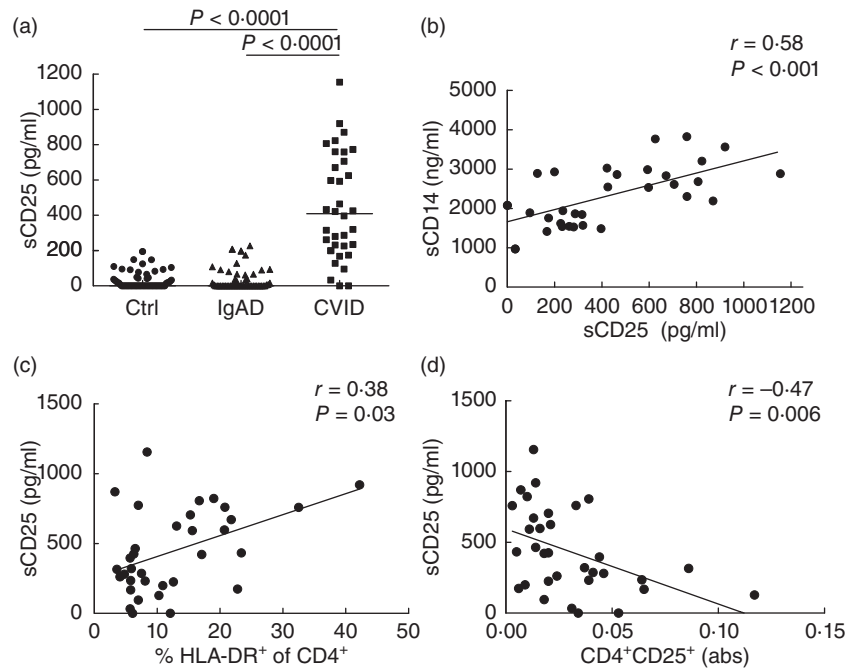 (a)
P < 0·0001
P < 0·0001
sCD25 (pg/ml)
1200
1000
800
600
400
200
0
Ctrl
IgAD
CVID
(b)
r = 0·58
P < 0·001
sCD14 (ng/ml)
5000
4000
3000
2000
1000
0
0 200 400 600 800 1000 1200
sCD25 (pg/ml)
(c)
r = 0·38
P = 0·03
sCD25 (pg/ml)
1500
1000
500
0
0 10 20 30 40 50
% HLA-DR⁺ of CD4⁺
(d)
r = –0·47
P = 0·006
sCD25 (pg/ml)
1500
1000
500
0
0·00 0·05 0·10 0·15
CD4⁺CD25⁺ (abs)